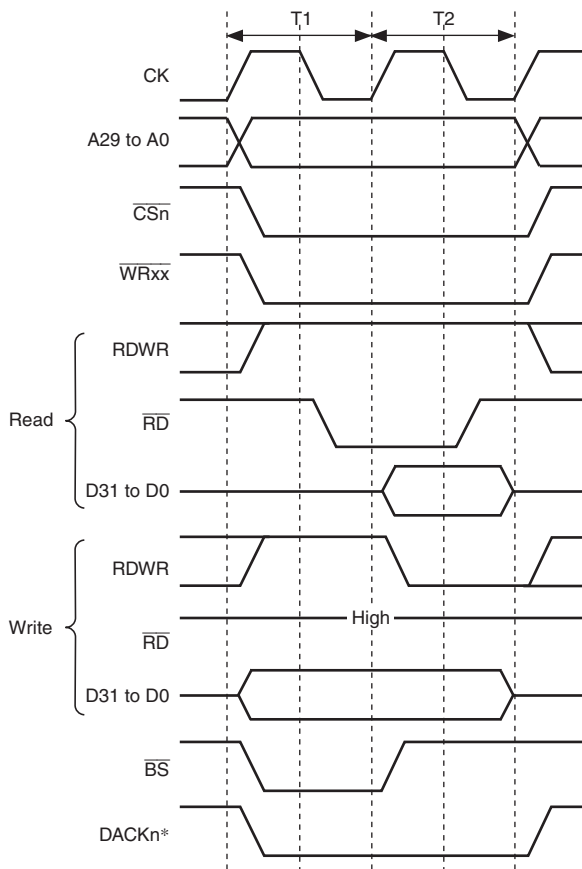 T1 T2
CK
A29 to A0
CSn
WRxx
RDWR
Read
RD
D31 to D0
RDWR
High
Write
RD
D31 to D0
BS
DACKn*